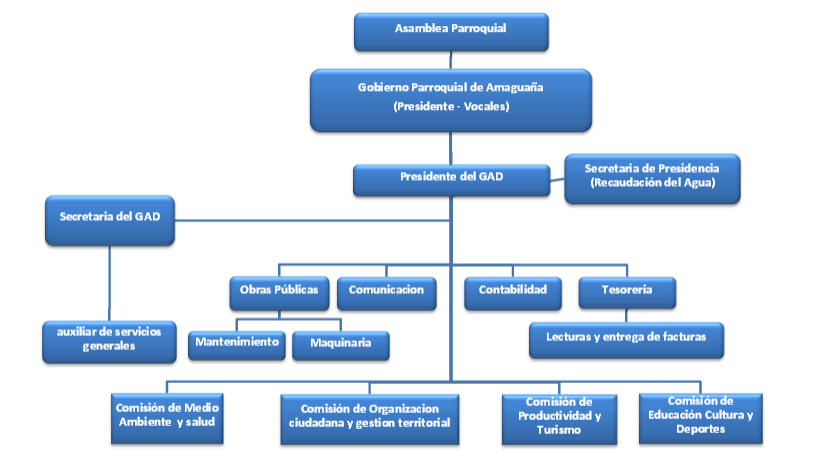 Asamblea Parroquial
Gobierno Parroquial de Amaguaña
(Presidente - Vocales)
Presidente del GAD
Secretaria de Presidencia
(Recaudación del Agua)
Secretaria del GAD
Obras Públicas
Comunicacion
Contabilidad
Tesoreria
auxiliar de servicios
generales
Mantenimiento
Maquinaria
Lecturas y entrega de facturas
Comisión de Medio
Ambiente y salud
Comisión de Organizacion
ciudadana y gestion territorial
Comisión de
Productividad y
Turismo
Comisión de
Educación Cultura y
Deportes